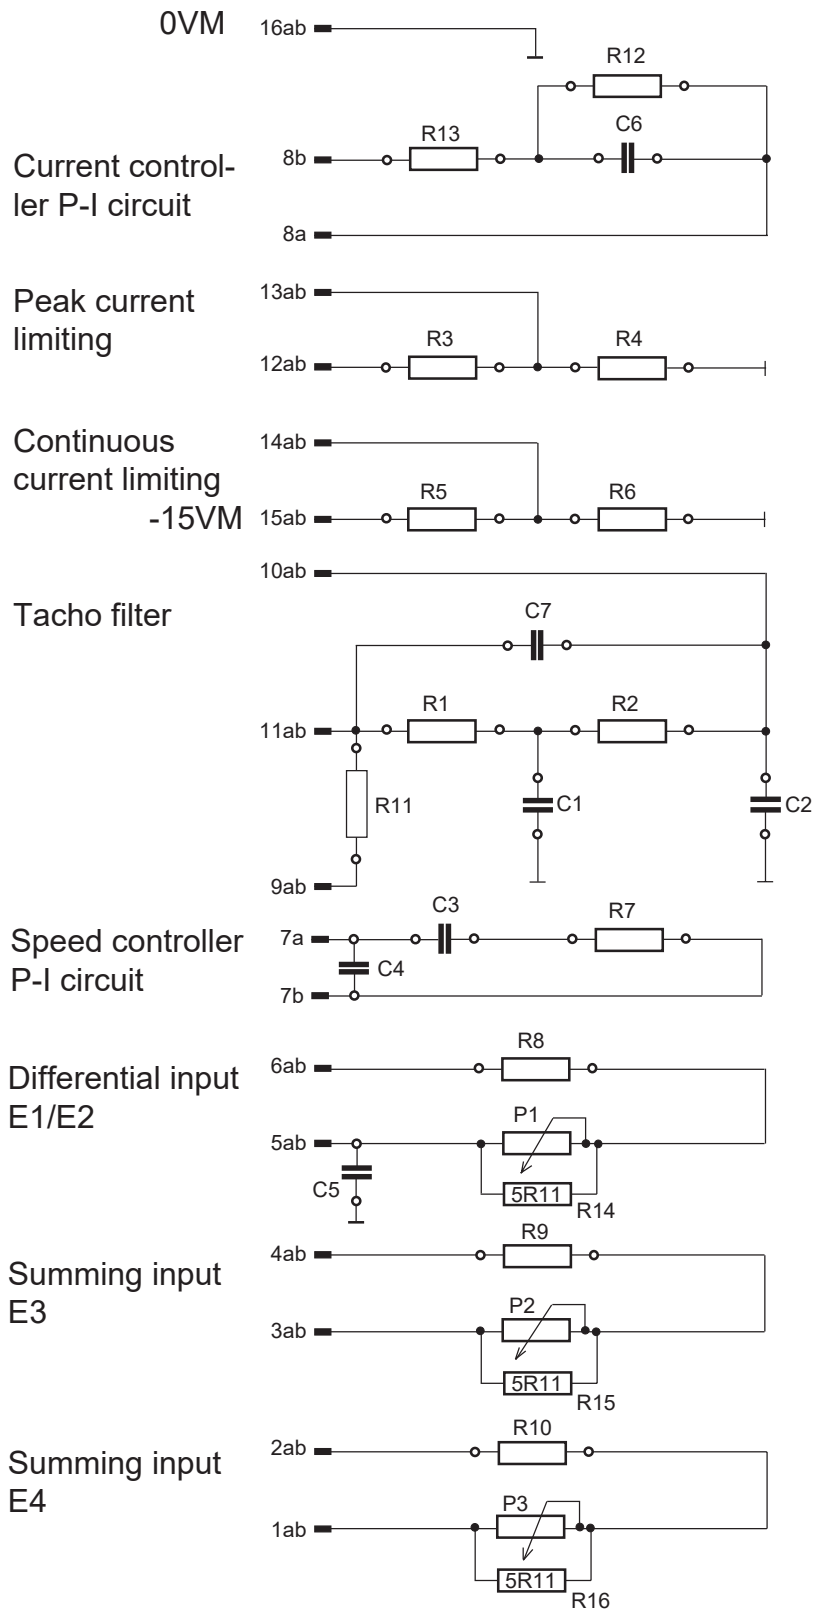 0VM 16ab
R12
C6
R13
Current control-
ler P-I circuit
8b
8a
Peak current
limiting
13ab
R3 R4
12ab
Continuous
current limiting
-15VM
14ab
R5 R6
15ab
10ab
Tacho filter
C7
R1 R2
11ab
R11 C1 C2
9ab
C3 R7
Speed controller
P-I circuit
7a
C4
7b
R8
6ab
Differential input
E1/E2
P1
5ab
C5
5R11
R14
R9
4ab
Summing input
E3
P2
3ab
5R11
R15
R10
2ab
Summing input
E4
P3
1ab
5R11
R16